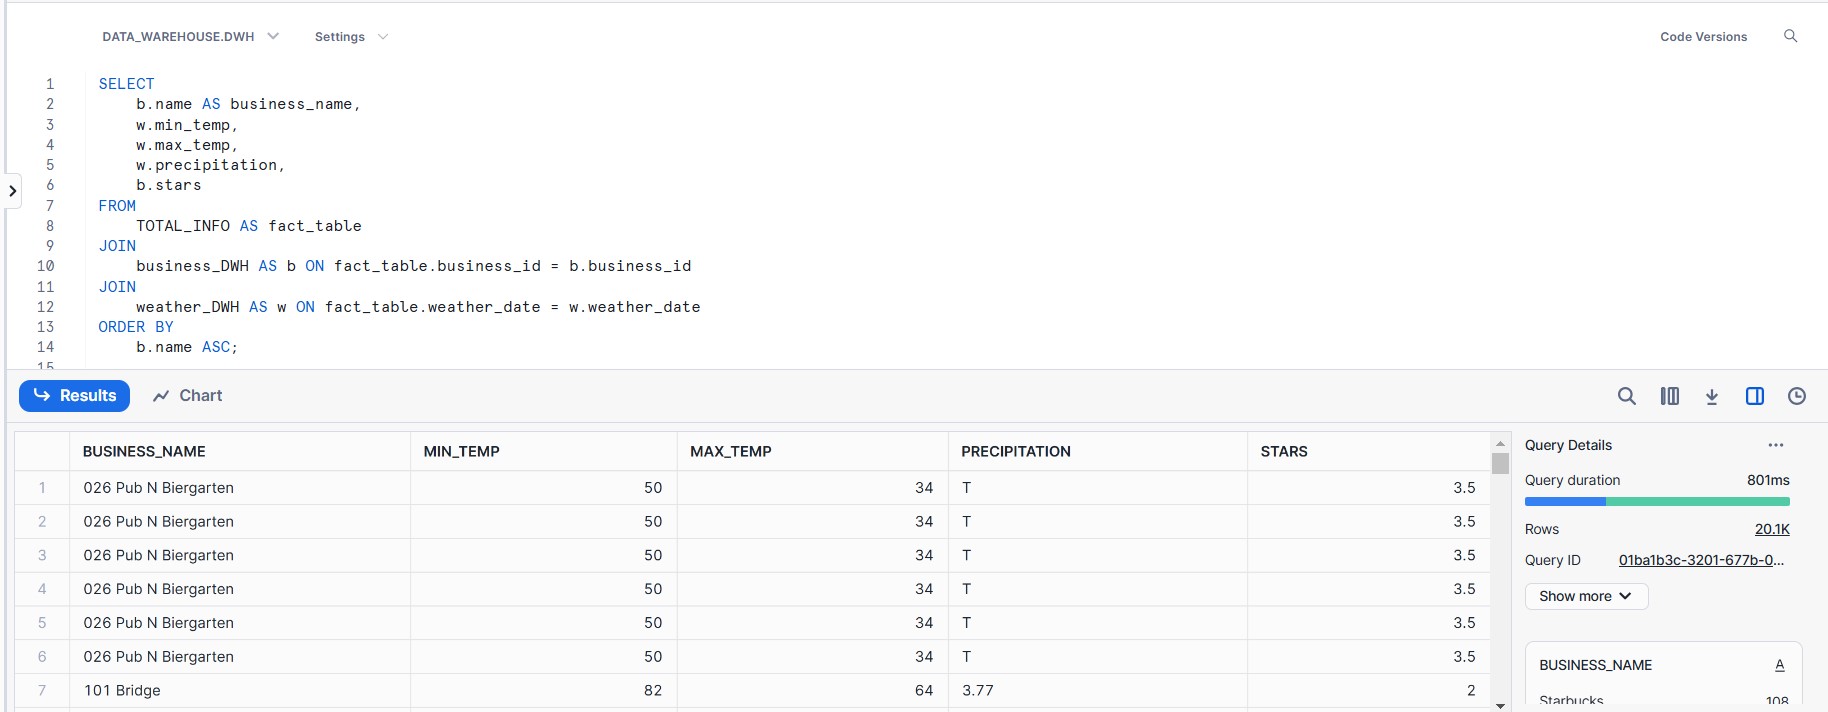 DATA_WAREHOUSE.DWH Settings Code Versions
1 SELECT
2 b.name AS business_name,
3 w.min_temp,
4 w.max_temp,
5 w.precipitation,
6 b.stars
7 FROM
8 TOTAL_INFO AS fact_table
9 JOIN
10 business_DWH AS b ON fact_table.business_id = b.business_id
11 JOIN
12 weather_DWH AS w ON fact_table.weather_date = w.weather_date
13 ORDER BY
14 b.name ASC;
15
Results Chart
BUSINESS_NAME MIN_TEMP MAX_TEMP PRECIPITATION STARS
1 026 Pub N Biergarten 50 34 T 3.5
2 026 Pub N Biergarten 50 34 T 3.5
3 026 Pub N Biergarten 50 34 T 3.5
4 026 Pub N Biergarten 50 34 T 3.5
5 026 Pub N Biergarten 50 34 T 3.5
6 026 Pub N Biergarten 50 34 T 3.5
7 101 Bridge 82 64 3.77 2
Query Details ...
Query duration 801ms
Rows 20.1K
Query ID 01ba1b3c-3201-677b-0...
Show more
BUSINESS_NAME A
Starbucks 108